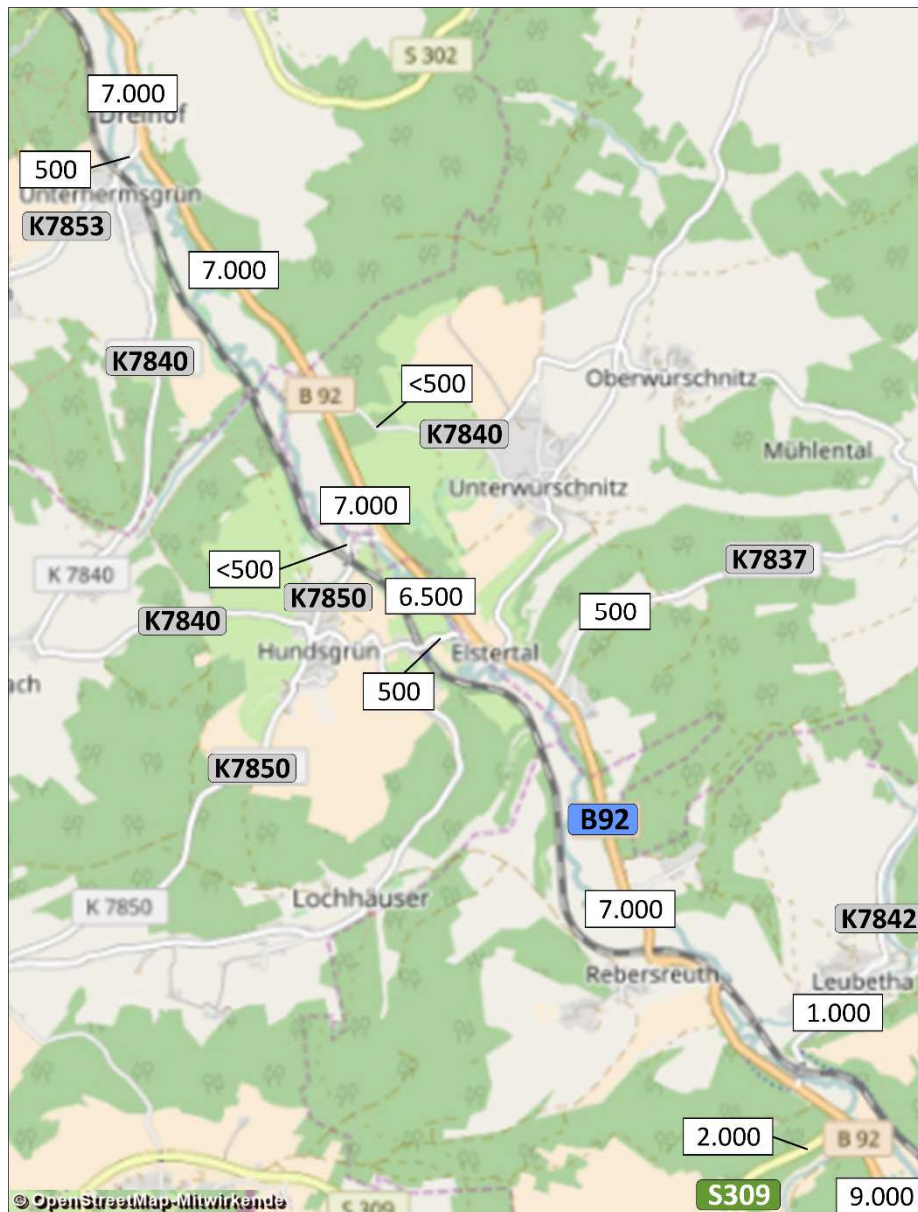 S 302
7.000
Dreihof
500
Unterhermsgrün
K7853
7.000
K7840
B 92
<500
K7840
Oberwürschnitz
Mühlental
Unterwürschnitz
7.000
K7837
<500
K 7840
K7850
6.500
500
K7840
Hundsgrün
Elstertal
ach
500
K7850
B92
K 7850
Lochhäuser
7.000
K7842
Rebersreuth
Leubetha
1.000
2.000
B 92
S309
9.000
S 309
© OpenStreetMap-Mitwirkende